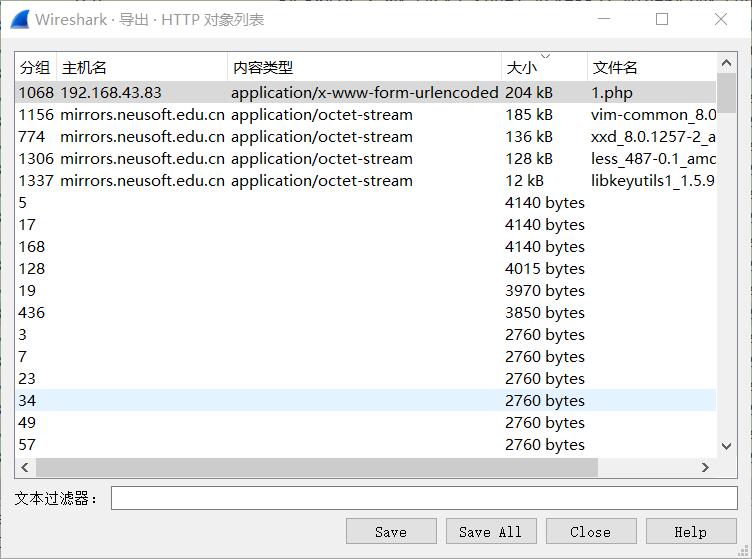 Wireshark · 导出 · HTTP 对象列表
分组 主机名 内容类型 大小 文件名
1068 192.168.43.83 application/x-www-form-urlencoded 204 kB 1.php
1156 mirrors.neusoft.edu.cn application/octet-stream 185 kB vim-common_8.0
774 mirrors.neusoft.edu.cn application/octet-stream 136 kB xxd_8.0.1257-2_a
1306 mirrors.neusoft.edu.cn application/octet-stream 128 kB less_487-0.1_amd
1337 mirrors.neusoft.edu.cn application/octet-stream 12 kB libkeyutils1_1.5.9
5 4140 bytes
17 4140 bytes
168 4140 bytes
128 4015 bytes
19 3970 bytes
436 3850 bytes
3 2760 bytes
7 2760 bytes
23 2760 bytes
34 2760 bytes
49 2760 bytes
57 2760 bytes
文本过滤器：
Save Save All Close Help